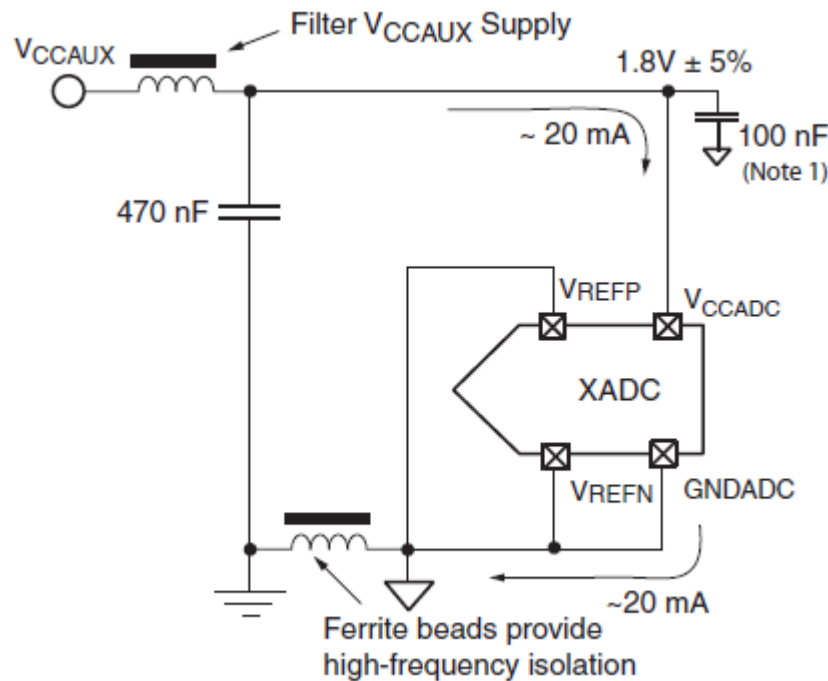 Filter VCCAUX Supply
VCCAUX
1.8V ± 5%
~ 20 mA
100 nF
(Note 1)
470 nF
VREFP
VCCADC
XADC
VREFN
GNDADC
~20 mA
Ferrite beads provide
high-frequency isolation